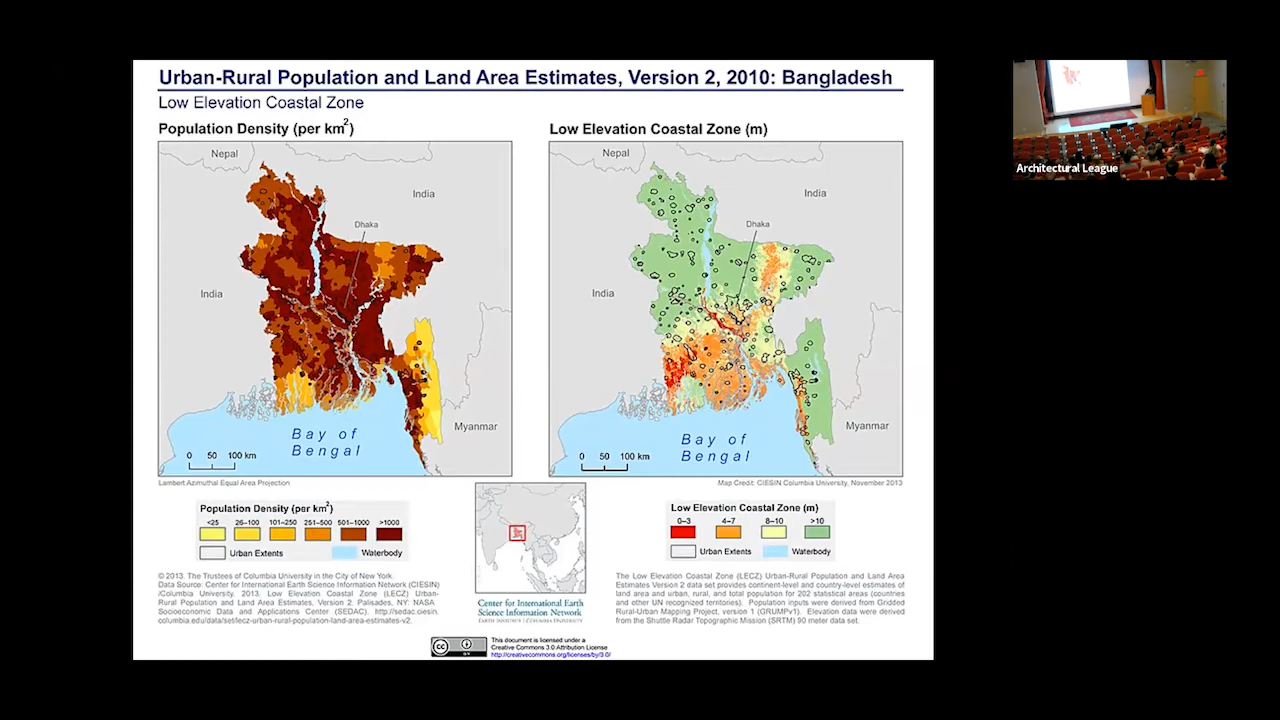 Urban-Rural Population and Land Area Estimates, Version 2, 2010: Bangladesh
Low Elevation Coastal Zone
Population Density (per km2)
Nepal
India
Dhaka
India
Myanmar
Bay of
Bengal
0 50 100 km
Lambert Azimuthal Equal Area Projection
Low Elevation Coastal Zone (m)
Nepal
India
Dhaka
India
Myanmar
Bay of
Bengal
0 50 100 km
Map Credit: CIESIN Columbia University, November 2013
Population Density (per km2)
<25 26–100 101–250 251–500 501–1000 >1000
Urban Extents Waterbody
Low Elevation Coastal Zone (m)
0–3 4–7 8–10 >10
Urban Extents Waterbody
© 2013. The Trustees of Columbia University in the City of New York.
Data Source: Center for International Earth Science Information Network (CIESIN)
/Columbia University. 2013. Low Elevation Coastal Zone (LECZ) Urban-
Rural Population and Land Area Estimates, Version 2. Palisades, NY: NASA
Socioeconomic Data and Applications Center (SEDAC). http://sedac.ciesin.
columbia.edu/data/set/lecz-urban-rural-population-land-area-estimates-v2.
Center for International Earth
Science Information Network
EARTH INSTITUTE | COLUMBIA UNIVERSITY
The Low Elevation Coastal Zone (LECZ) Urban-Rural Population and Land Area
Estimates Version 2 data set provides continent-level and country-level estimates of
land area and urban, rural, and total population for 202 statistical areas (countries
and other UN recognized territories). Population inputs were derived from Gridded
Rural-Urban Mapping Project, version 1 (GRUMPv1). Elevation data were derived
from the Shuttle Radar Topographic Mission (SRTM) 90 meter data set.
cc BY
This document is licensed under a
Creative Commons 3.0 Attribution License
http://creativecommons.org/licenses/by/3.0/
Architectural League